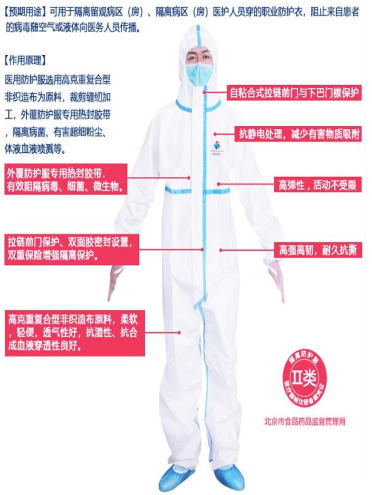 【预期用途】可用于隔离留观病区（房）、隔离病区（房）医护人员穿的职业防护衣，阻止来自患者
的病毒随空气或液体向医务人员传播。
【作用原理】
医用防护服选用高克重复合型
非织造布为原料，裁剪缝纫加
工，外覆防护服专用热封胶带
、隔离病菌、有害超细粉尘、
体液血液喷溅等。
自粘合式拉链前门与下巴门襟保护
抗静电处理，减少有害物质吸附
外覆防护服专用热封胶带，
有效阻隔病毒、细菌、微生物。
高弹性，活动不受限
拉链前门保护、双面胶密封设置，
双重保险增强隔离保护。
高强高韧，耐久抗撕
高克重复合型非织造布原料，柔软
，轻便，透气性好，抗湿性、抗合
成血液穿透性良好。
隔离防护服
II类
北京市食品药品监督管理局